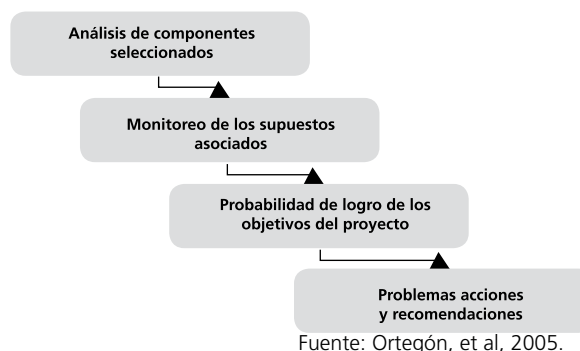 Análisis de componentes
seleccionados
Monitoreo de los supuestos
asociados
Probabilidad de logro de los
objetivos del proyecto
Problemas acciones
y recomendaciones
Fuente: Ortegón, et al, 2005.